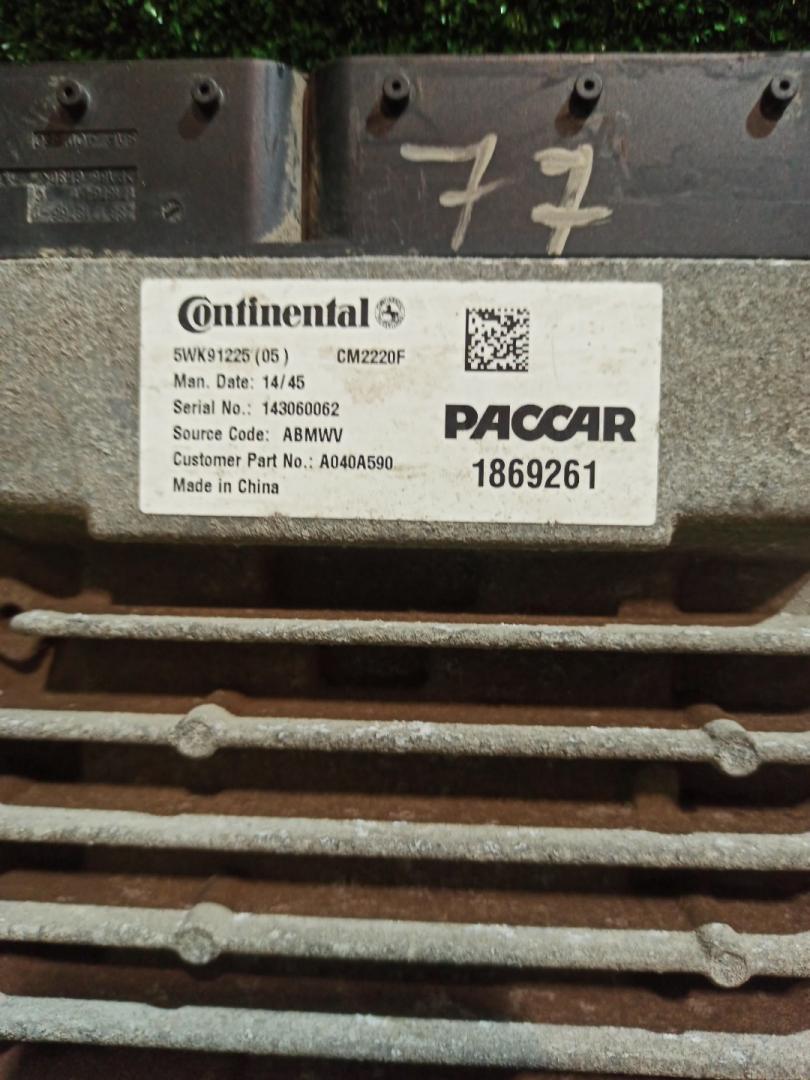 77
Continental
5WK91225 (05) CM2220F
Man. Date: 14/45
Serial No.: 143060062
Source Code: ABMWV
Customer Part No.: A040A590
Made in China
PACCAR
1869261